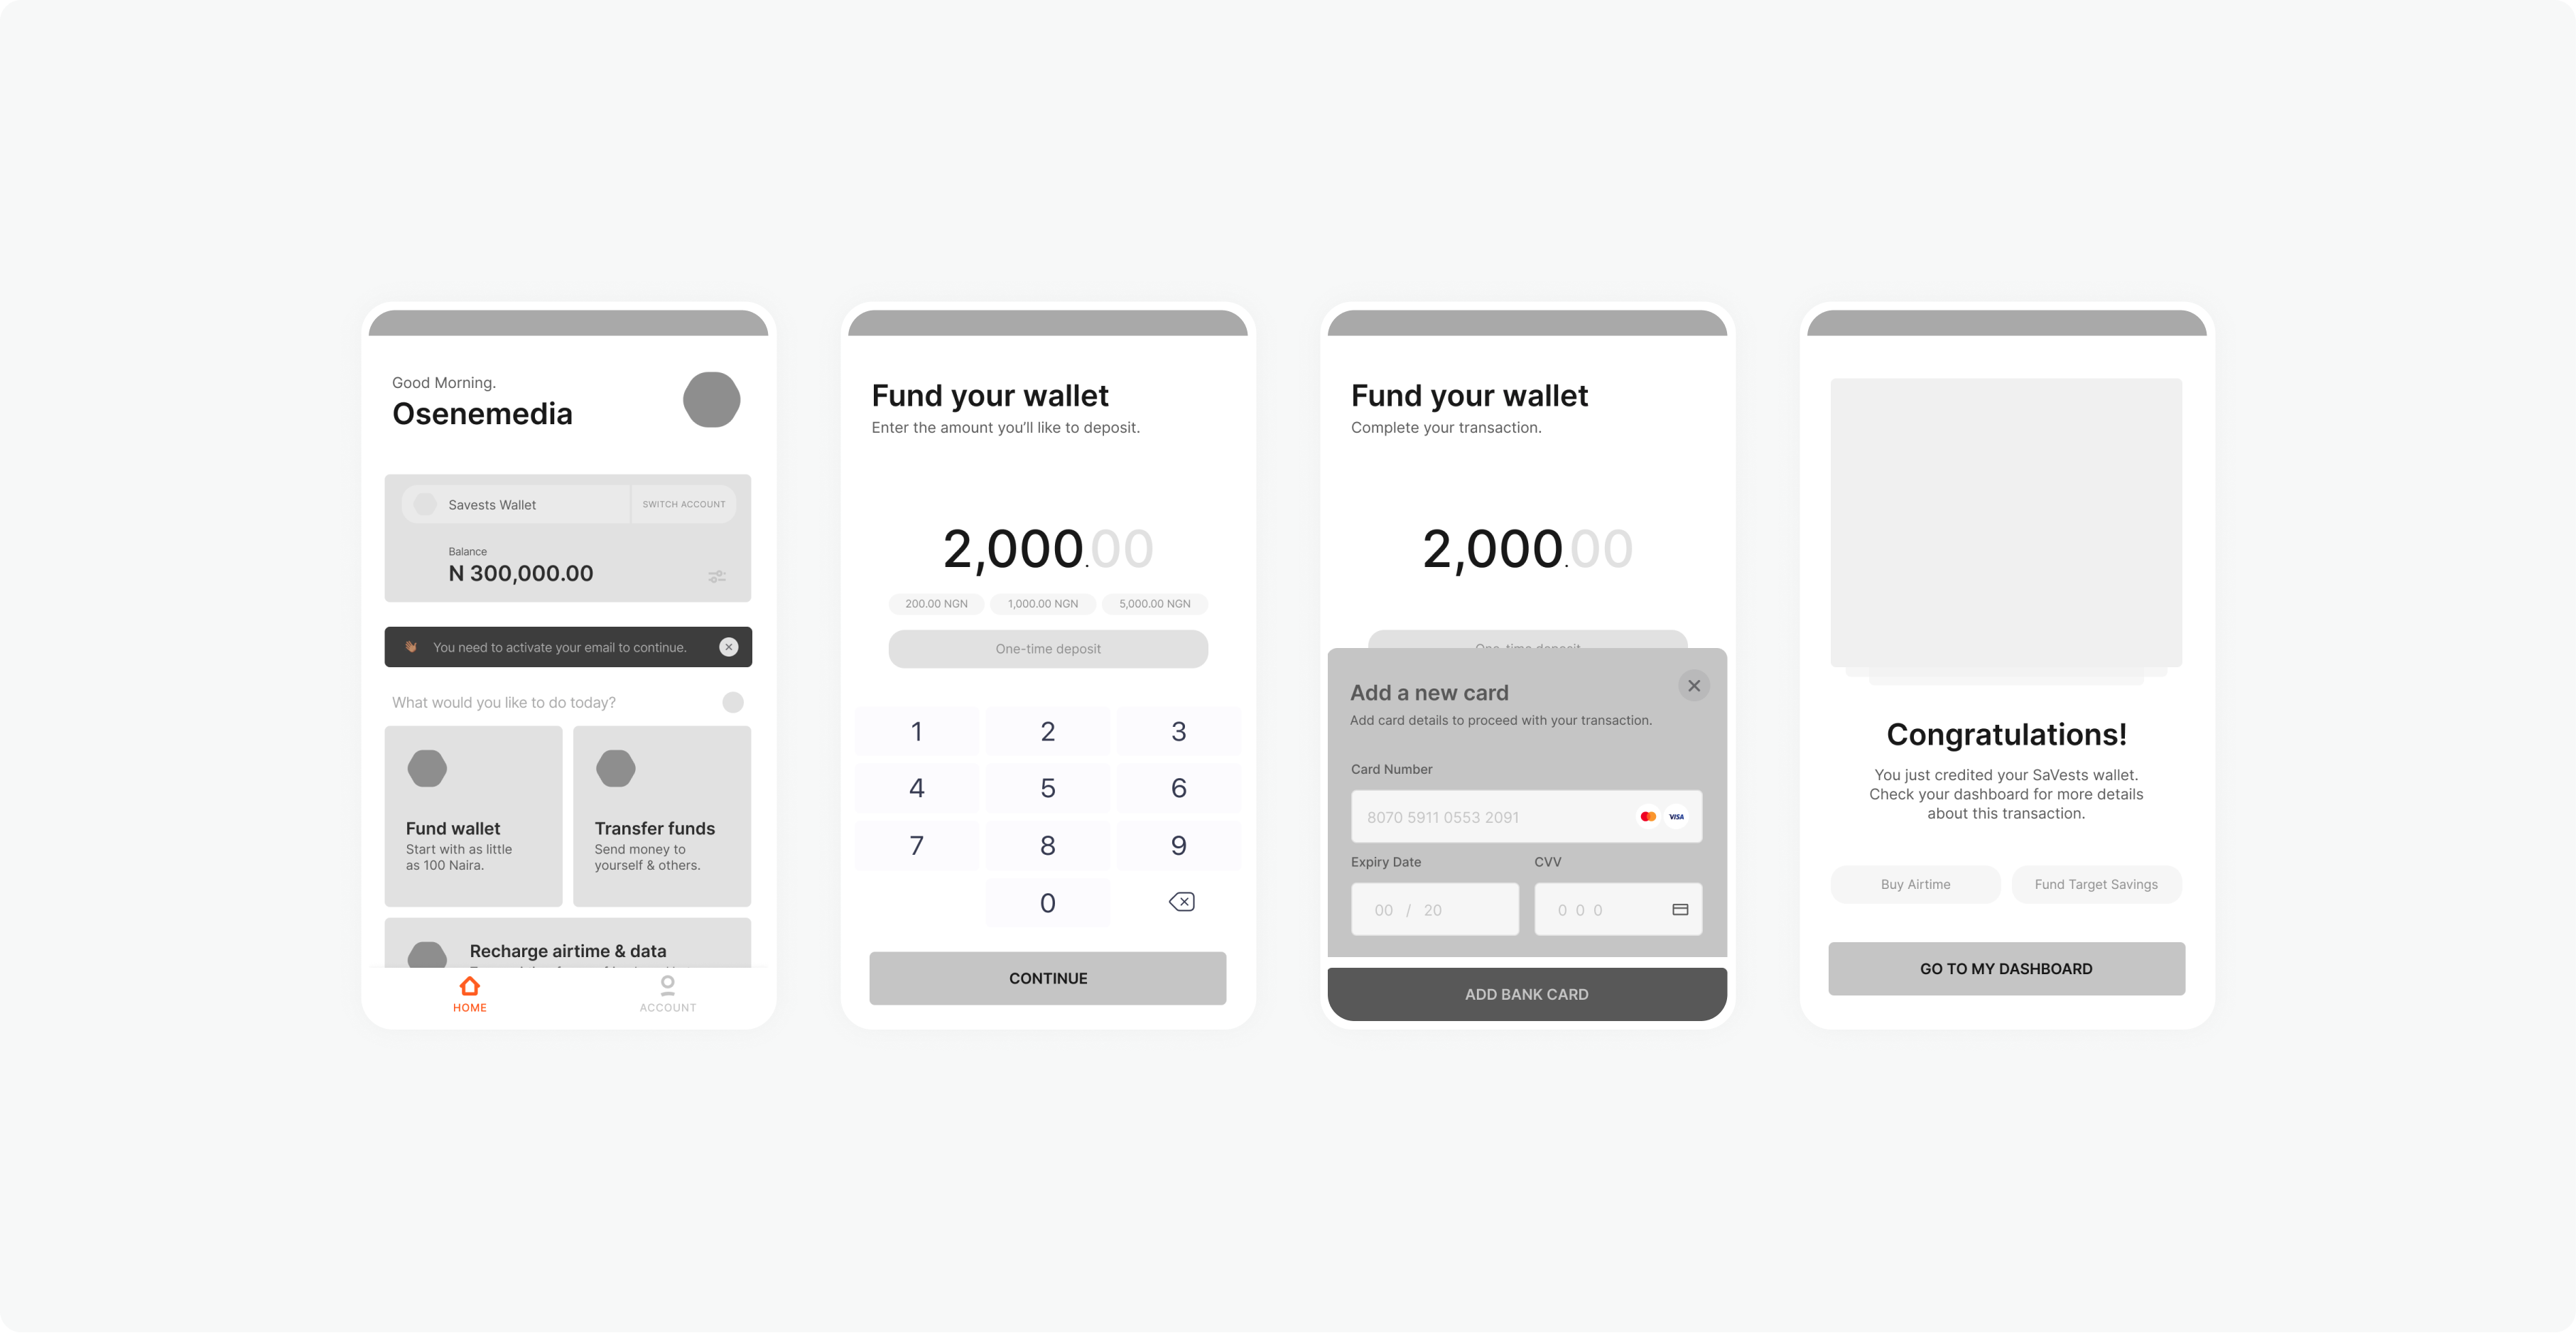 Good Morning.
Osenemedia
Savests Wallet
SWITCH ACCOUNT
Balance
N 300,000.00
You need to activate your email to continue.
What would you like to do today?
Fund wallet
Start with as little
as 100 Naira.
Transfer funds
Send money to
yourself & others.
Recharge airtime & data
HOME
ACCOUNT
Fund your wallet
Enter the amount you’ll like to deposit.
2,000.00
200.00 NGN
1,000.00 NGN
5,000.00 NGN
One-time deposit
1 2 3
4 5 6
7 8 9
0
CONTINUE
Fund your wallet
Complete your transaction.
2,000.00
One-time deposit
Add a new card
Add card details to proceed with your transaction.
Card Number
8070 5911 0553 2091
VISA
Expiry Date
CVV
00 / 20
0 0 0
ADD BANK CARD
Congratulations!
You just credited your SaVests wallet.
Check your dashboard for more details
about this transaction.
Buy Airtime
Fund Target Savings
GO TO MY DASHBOARD